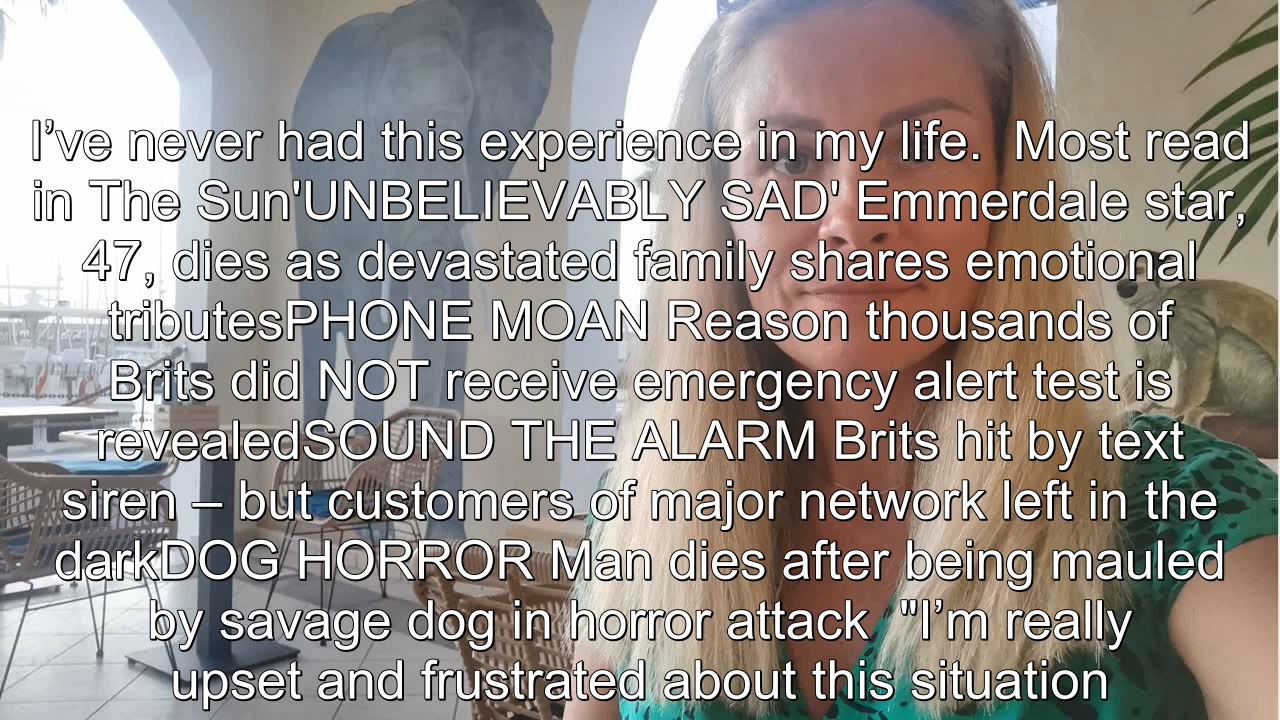 I’ve never had this experience in my life.  Most read
in The Sun'UNBELIEVABLY SAD' Emmerdale star,
47, dies as devastated family shares emotional
tributesPHONE MOAN Reason thousands of
Brits did NOT receive emergency alert test is
revealedSOUND THE ALARM Brits hit by text
siren – but customers of major network left in the
darkDOG HORROR Man dies after being mauled
by savage dog in horror attack  "I’m really
upset and frustrated about this situation